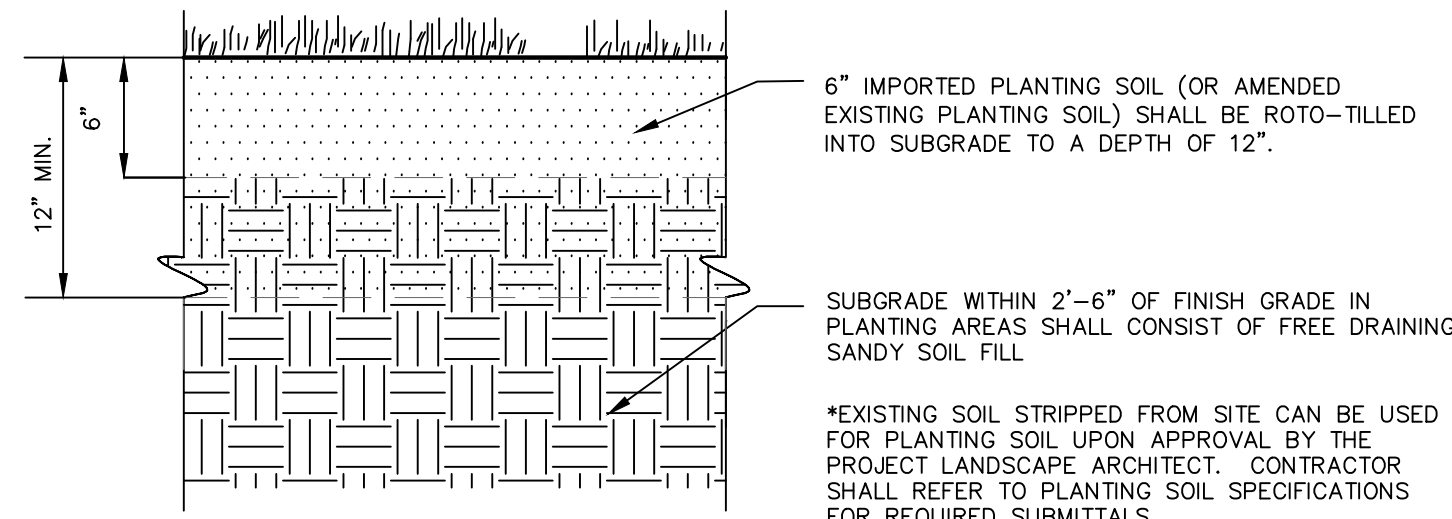 6” IMPORTED PLANTING SOIL (OR AMENDED
EXISTING PLANTING SOIL) SHALL BE ROTO–TILLED
INTO SUBGRADE TO A DEPTH OF 12”.
6”
12” MIN.
SUBGRADE WITHIN 2’–6” OF FINISH GRADE IN
PLANTING AREAS SHALL CONSIST OF FREE DRAINING
SANDY SOIL FILL
*EXISTING SOIL STRIPPED FROM SITE CAN BE USED
FOR PLANTING SOIL UPON APPROVAL BY THE
PROJECT LANDSCAPE ARCHITECT. CONTRACTOR
SHALL REFER TO PLANTING SOIL SPECIFICATIONS
FOR REQUIRED SUBMITTALS